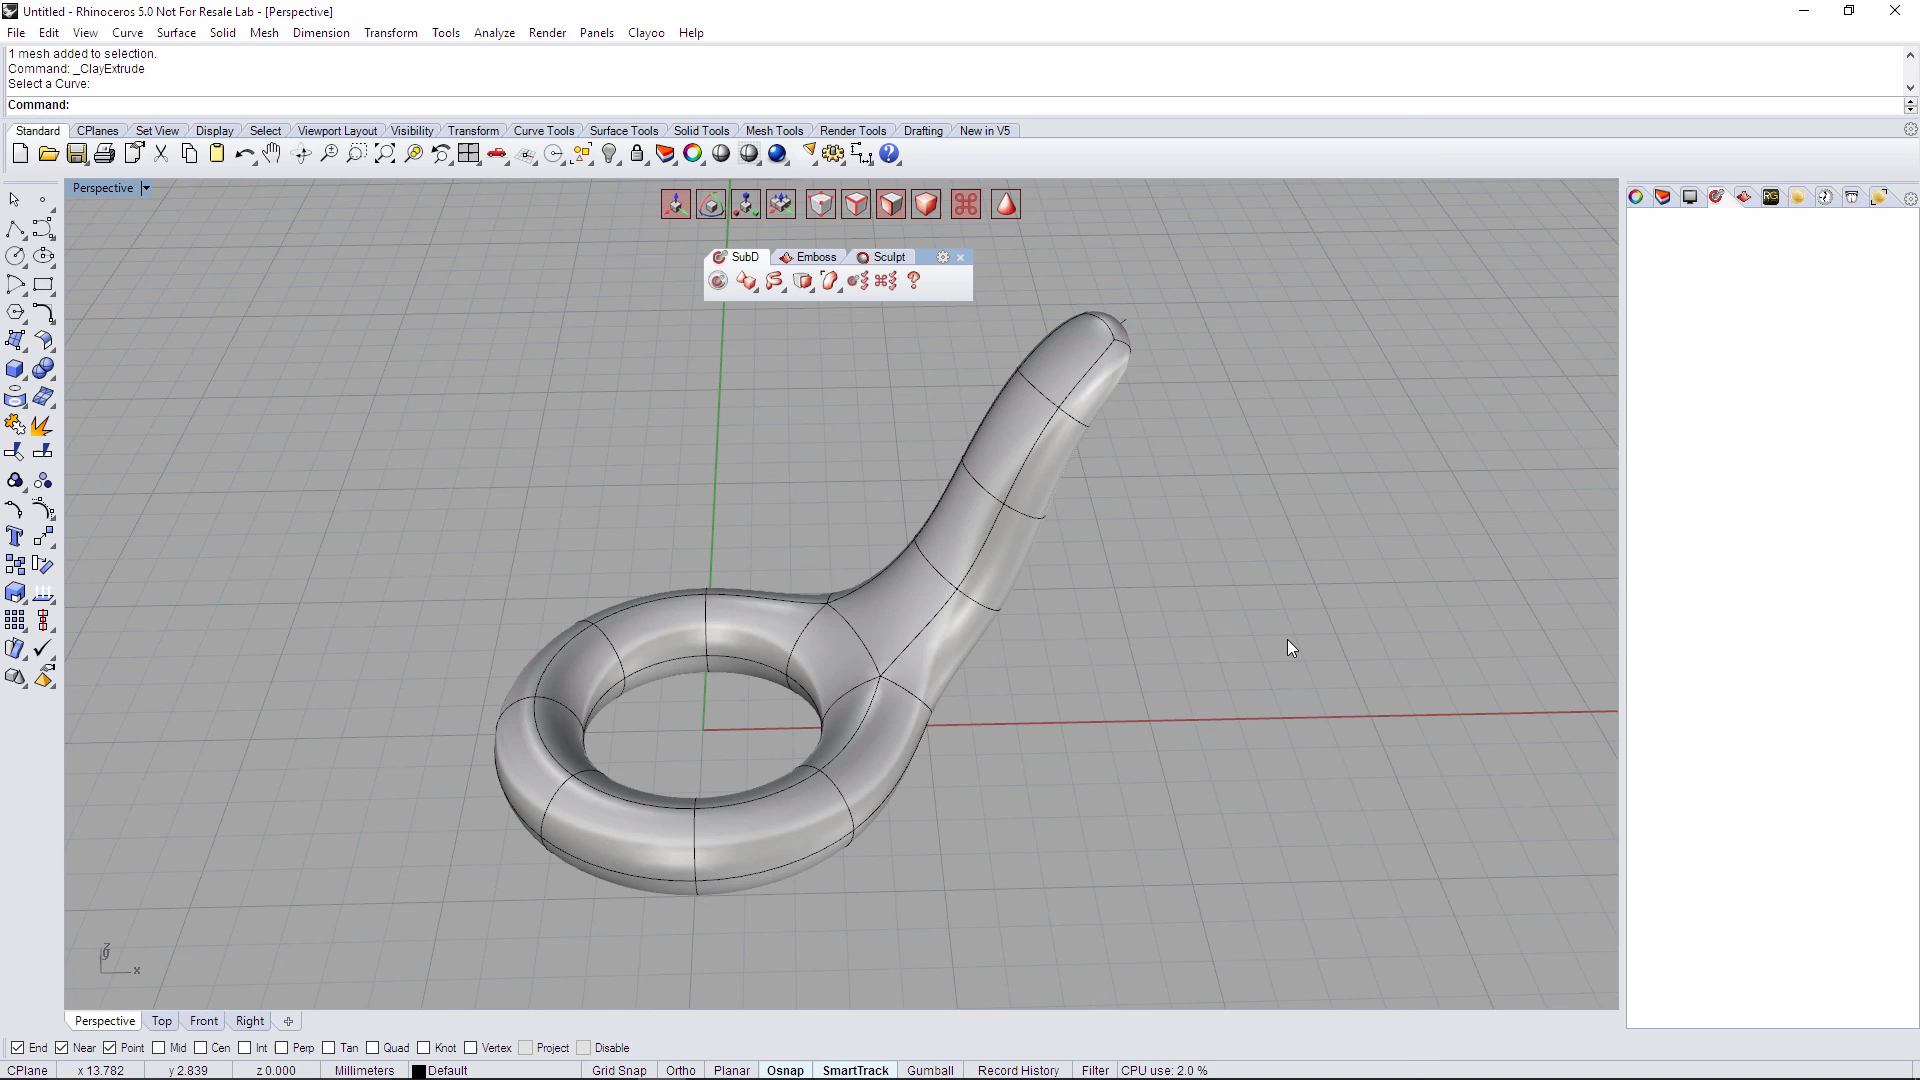 Untitled - Rhinoceros 5.0 Not For Resale Lab - [Perspective]
File Edit View Curve Surface Solid Mesh Dimension Transform Tools Analyze Render Panels Clayoo Help
1 mesh added to selection.
Command: _ClayExtrude
Select a Curve:
Command:
Standard CPlanes Set View Display Select Viewport Layout Visibility Transform Curve Tools Surface Tools Solid Tools Mesh Tools Render Tools Drafting New in V5
Perspective
RG
SubD Emboss Sculpt
z
x
Perspective Top Front Right
End Near Point Mid Cen Int Perp Tan Quad Knot Vertex Project Disable
CPlane x 13.782 y 2.839 z 0.000 Millimeters Default Grid Snap Ortho Planar Osnap SmartTrack Gumball Record History Filter CPU use: 2.0 %